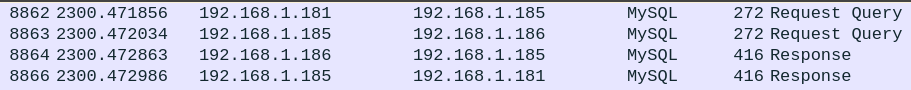 8862 2300.471856 192.168.1.181 192.168.1.185 MySQL 272 Request Query
8863 2300.472034 192.168.1.185 192.168.1.186 MySQL 272 Request Query
8864 2300.472863 192.168.1.186 192.168.1.185 MySQL 416 Response
8866 2300.472986 192.168.1.185 192.168.1.181 MySQL 416 Response